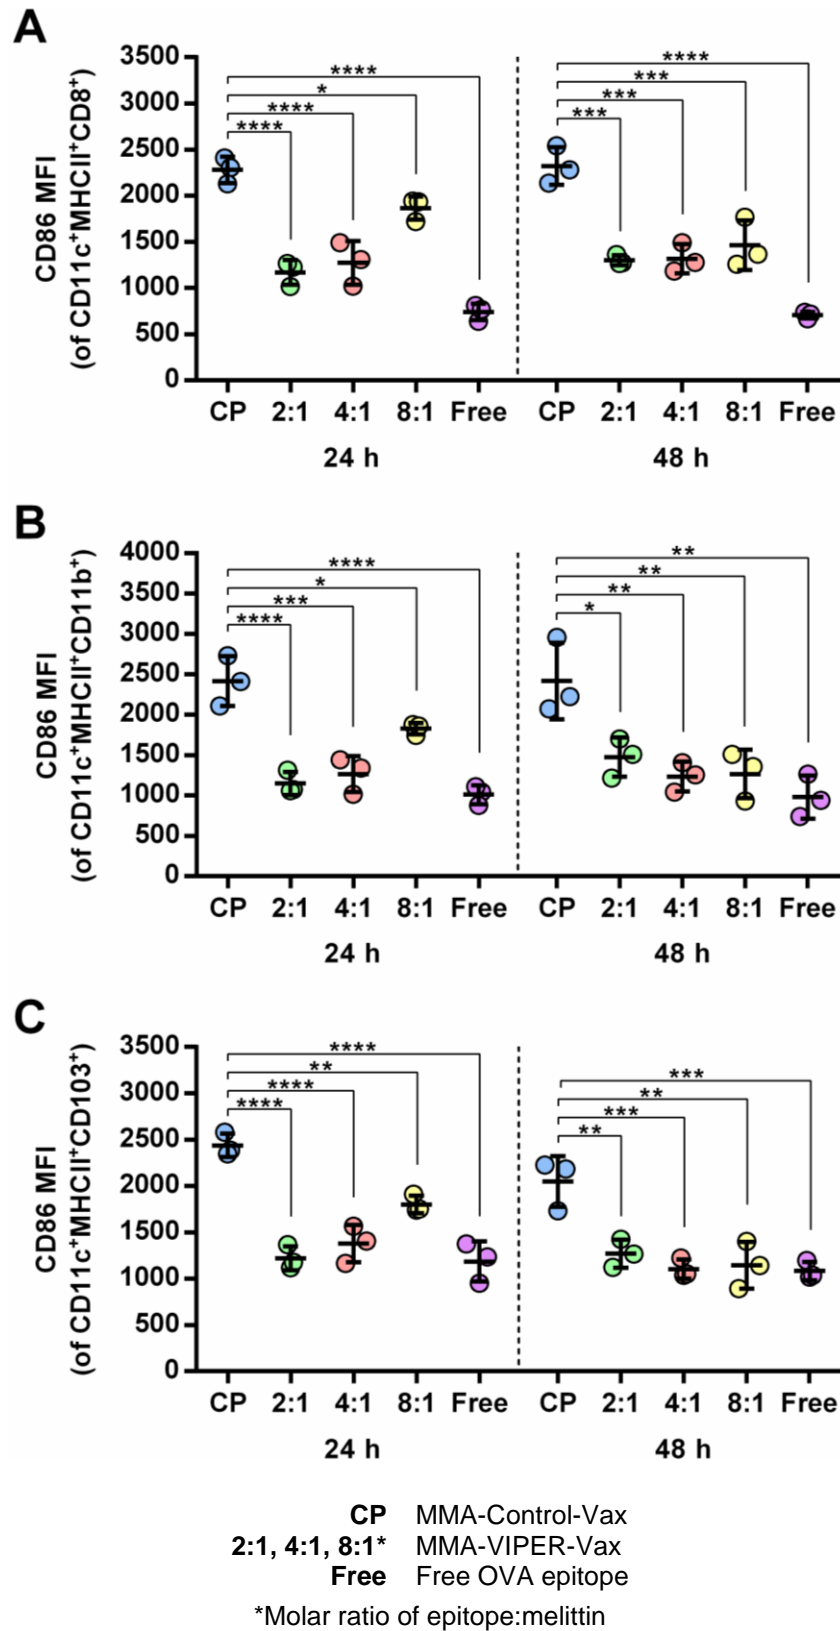 A
CD86 MFI
(of CD11c⁺MHCII⁺CD8⁺)
3500
3000
2500
2000
1500
1000
500
0
****
*
****
****
****
***
***
***
CP 2:1 4:1 8:1 Free CP 2:1 4:1 8:1 Free
24 h 48 h
B
CD86 MFI
(of CD11c⁺MHCII⁺CD11b⁺)
4000
3500
3000
2500
2000
1500
1000
500
0
****
*
***
****
**
**
**
*
CP 2:1 4:1 8:1 Free CP 2:1 4:1 8:1 Free
24 h 48 h
C
CD86 MFI
(of CD11c⁺MHCII⁺CD103⁺)
3500
3000
2500
2000
1500
1000
500
0
****
**
****
****
***
**
***
**
CP 2:1 4:1 8:1 Free CP 2:1 4:1 8:1 Free
24 h 48 h
CP MMA-Control-Vax
2:1, 4:1, 8:1* MMA-VIPER-Vax
Free Free OVA epitope
*Molar ratio of epitope:melittin